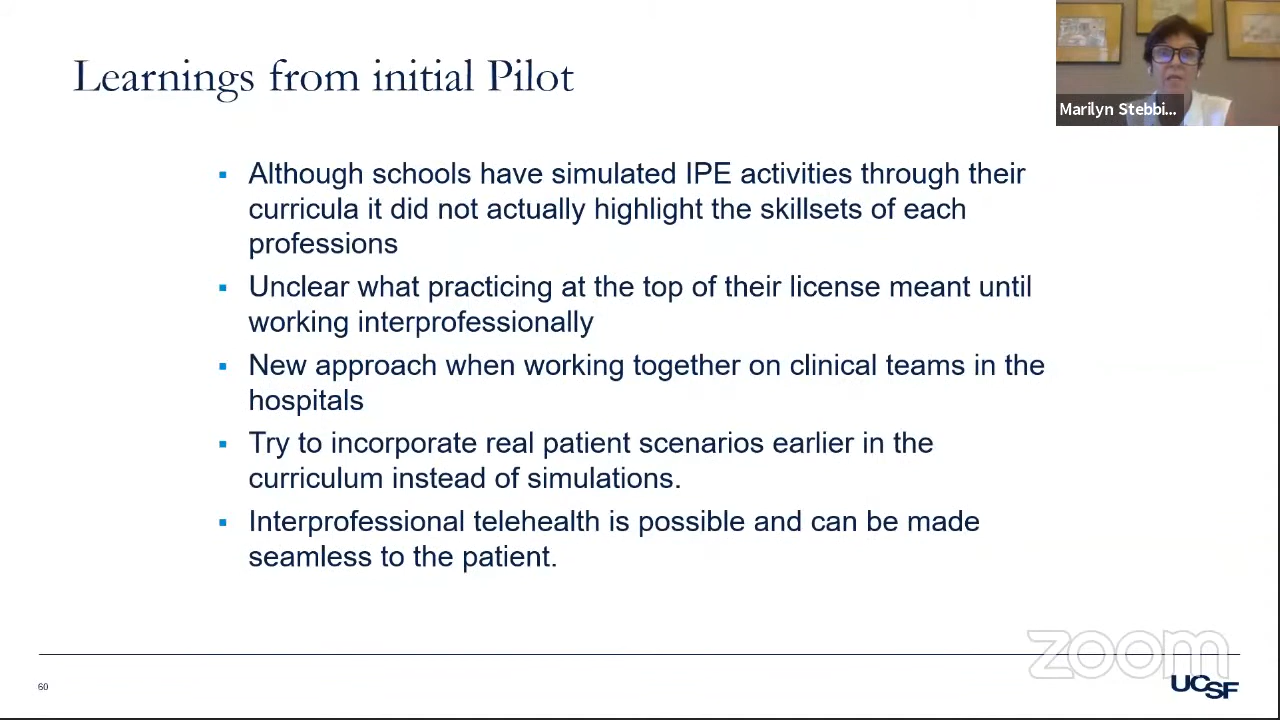 Learnings from initial Pilot
Marilyn Stebbi...
▪ Although schools have simulated IPE activities through their
curricula it did not actually highlight the skillsets of each
professions
▪ Unclear what practicing at the top of their license meant until
working interprofessionally
▪ New approach when working together on clinical teams in the
hospitals
▪ Try to incorporate real patient scenarios earlier in the
curriculum instead of simulations.
▪ Interprofessional telehealth is possible and can be made
seamless to the patient.
zoom
60
UCSF